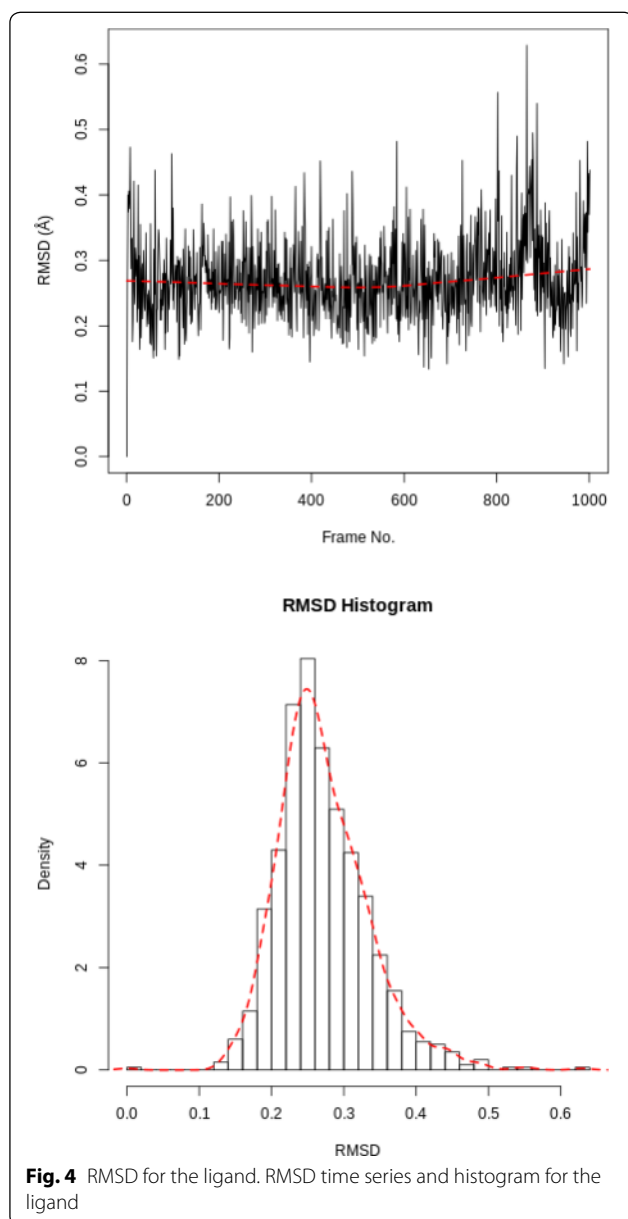 0.6
0.5
0.4
0.3
0.2
0.1
0.0
RMSD (Å)
0 200 400 600 800 1000
Frame No.
RMSD Histogram
8
6
4
2
0
Density
0.0 0.1 0.2 0.3 0.4 0.5 0.6
RMSD
Fig. 4 RMSD for the ligand. RMSD time series and histogram for the
ligand